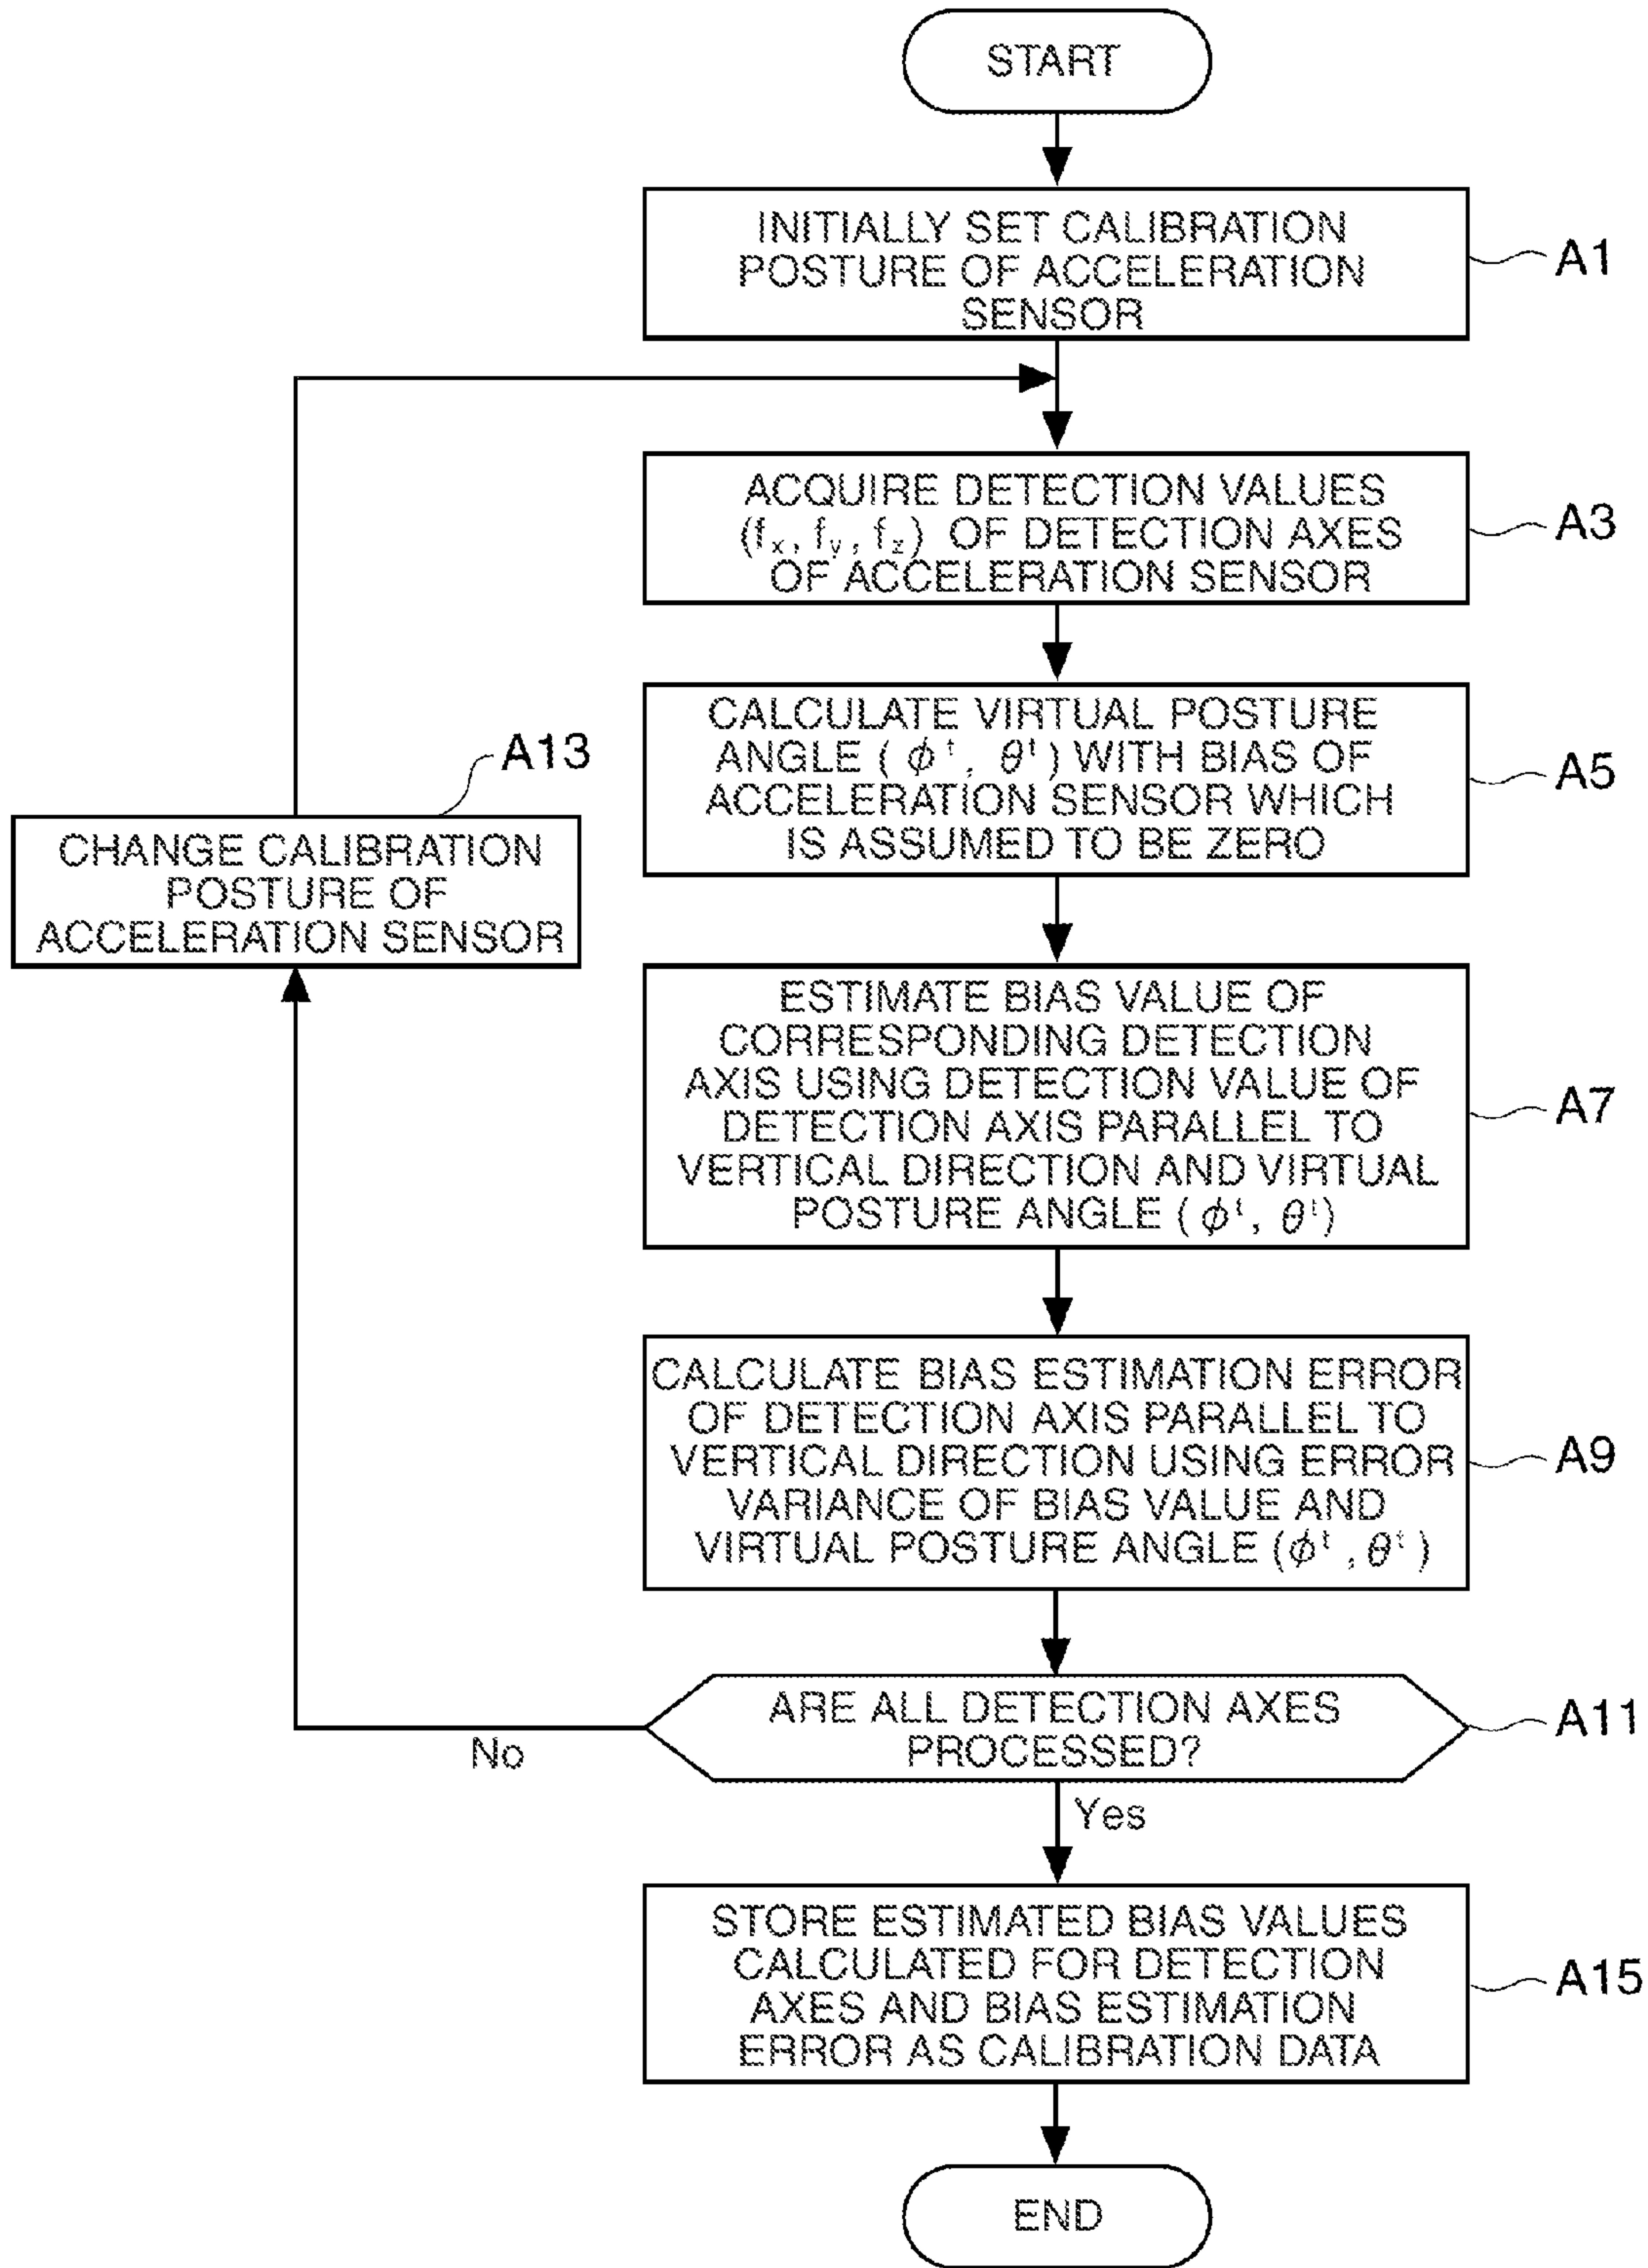 START
INITIALLY SET CALIBRATION
POSTURE OF ACCELERATION
SENSOR
A1
ACQUIRE DETECTION VALUES
(fx, fy, fz) OF DETECTION AXES
OF ACCELERATION SENSOR
A3
CALCULATE VIRTUAL POSTURE
ANGLE ( ϕᵗ, θᵗ ) WITH BIAS OF
ACCELERATION SENSOR WHICH
IS ASSUMED TO BE ZERO
A5
A13
CHANGE CALIBRATION
POSTURE OF
ACCELERATION SENSOR
ESTIMATE BIAS VALUE OF
CORRESPONDING DETECTION
AXIS USING DETECTION VALUE OF
DETECTION AXIS PARALLEL TO
VERTICAL DIRECTION AND VIRTUAL
POSTURE ANGLE ( ϕᵗ, θᵗ)
A7
CALCULATE BIAS ESTIMATION ERROR
OF DETECTION AXIS PARALLEL TO
VERTICAL DIRECTION USING ERROR
VARIANCE OF BIAS VALUE AND
VIRTUAL POSTURE ANGLE (ϕᵗ , θᵗ )
A9
ARE ALL DETECTION AXES
PROCESSED?
A11
No
Yes
STORE ESTIMATED BIAS VALUES
CALCULATED FOR DETECTION
AXES AND BIAS ESTIMATION
ERROR AS CALIBRATION DATA
A15
END